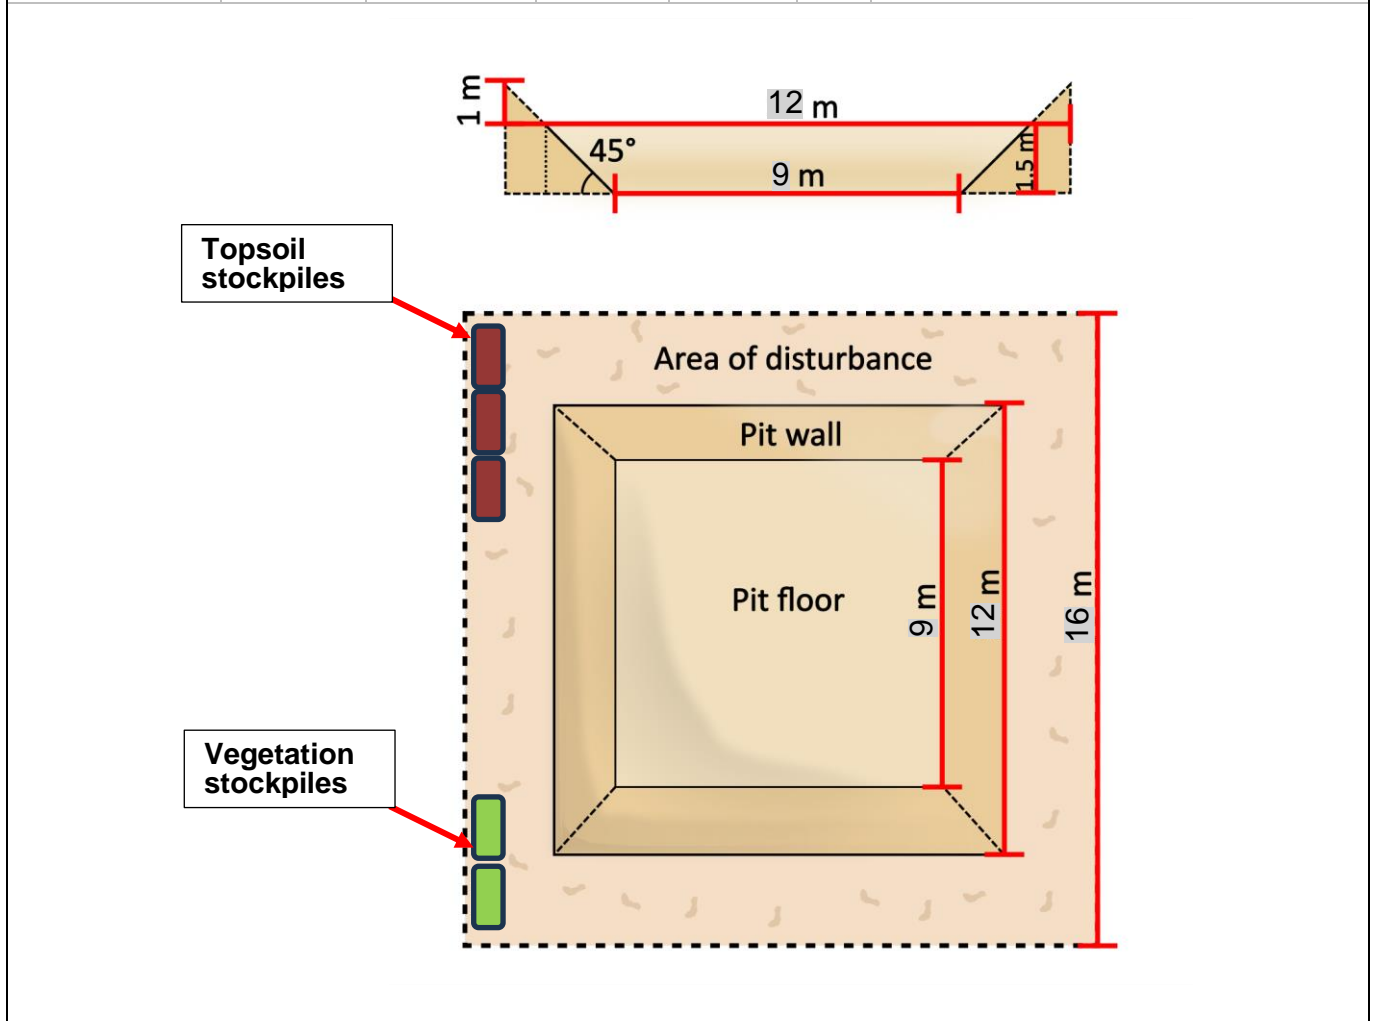 1 m
12 m
45°
9 m
1.5 m
Topsoil
stockpiles
Area of disturbance
Pit wall
Pit floor
9 m
12 m
16 m
Vegetation
stockpiles